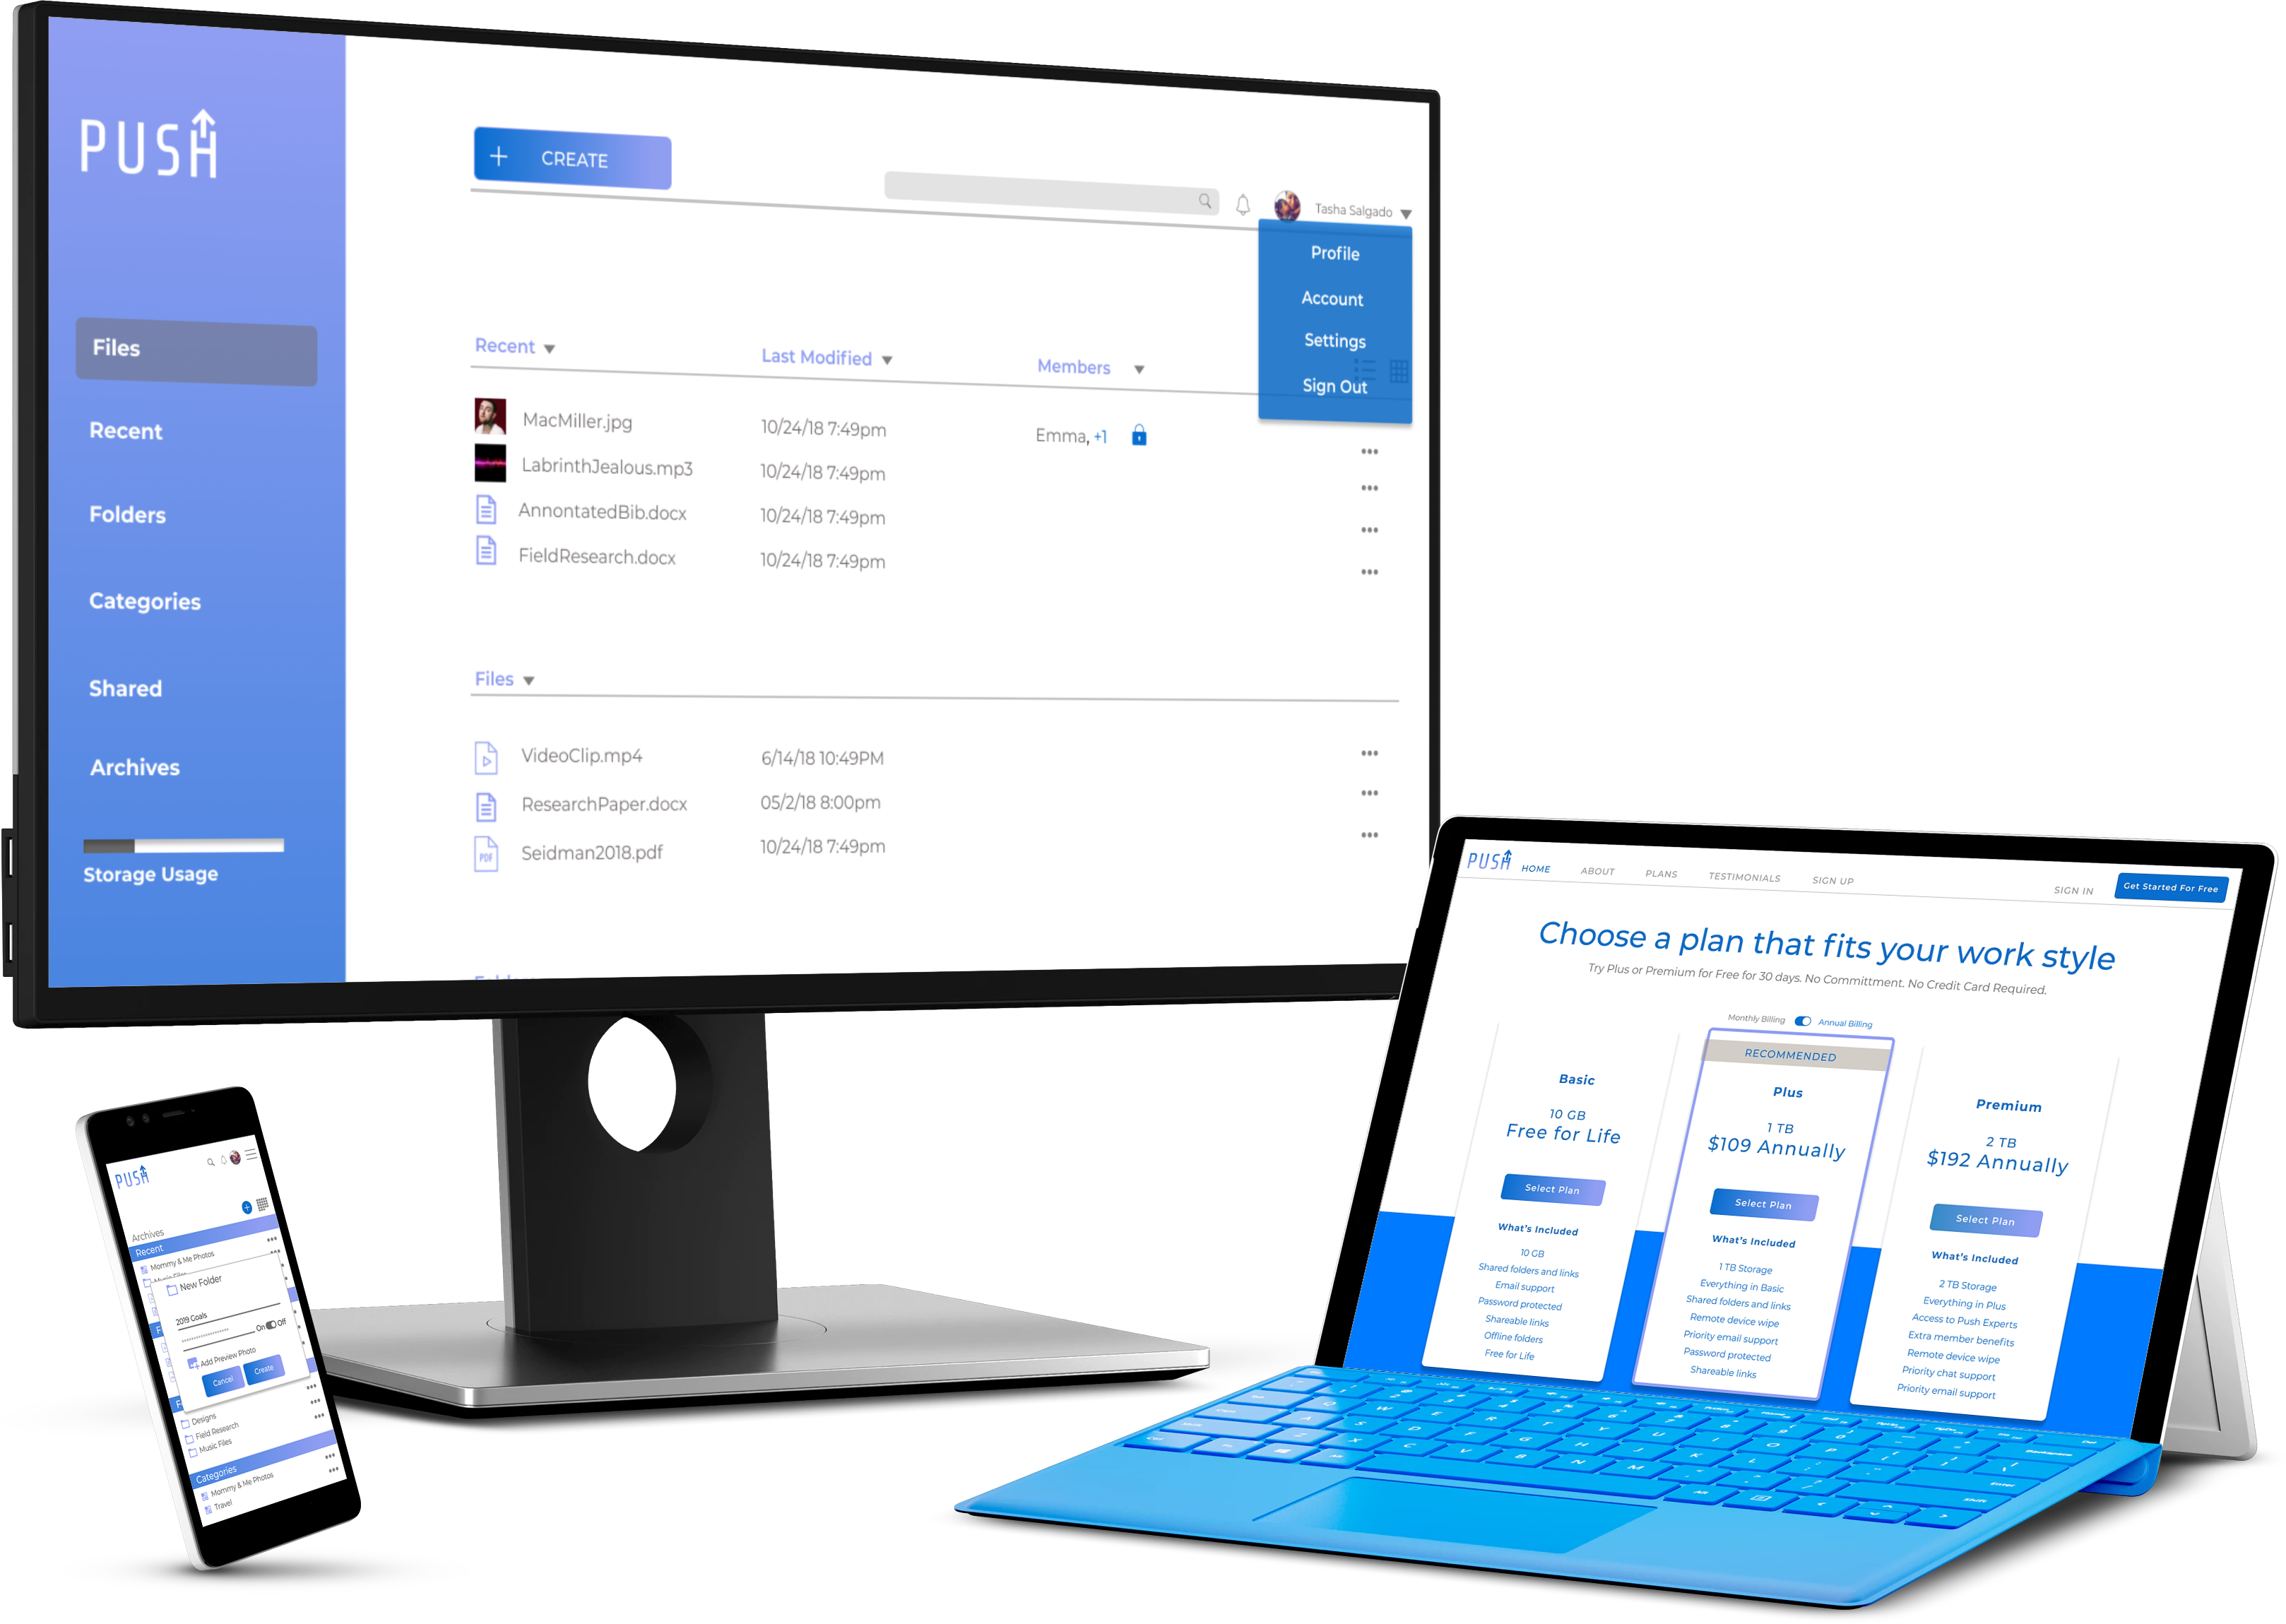 PUSH
Files
Recent
Folders
Categories
Shared
Archives
Storage Usage
+ CREATE
Tasha Salgado
Profile
Account
Settings
Sign Out
Recent
Last Modified
Members
MacMiller.jpg 10/24/18 7:49pm Emma, +1
LabrinthJealous.mp3 10/24/18 7:49pm
AnnontatedBib.docx 10/24/18 7:49pm
FieldResearch.docx 10/24/18 7:49pm
Files
VideoClip.mp4 6/14/18 10:49PM
ResearchPaper.docx 05/2/18 8:00pm
PDF Seidman2018.pdf 10/24/18 7:49pm
PUSH
Archives
Recent
Mommy & Me Photos
New Folder
2019 Goals
On Off
Add Preview Photo
Cancel Create
Designs
Field Research
Music Files
Categories
Mommy & Me Photos
Travel
PUSH HOME ABOUT PLANS TESTIMONIALS SIGN UP SIGN IN Get Started For Free
Choose a plan that fits your work style
Try Plus or Premium for Free for 30 days. No Committment. No Credit Card Required.
Monthly Billing Annual Billing
Basic
10 GB
Free for Life
Select Plan
What's Included
10 GB
Shared folders and links
Email support
Password protected
Shareable links
Offline folders
Free for Life
RECOMMENDED
Plus
1 TB
$109 Annually
Select Plan
What's Included
1 TB Storage
Everything in Basic
Shared folders and links
Remote device wipe
Priority email support
Password protected
Shareable links
Premium
2 TB
$192 Annually
Select Plan
What's Included
2 TB Storage
Everything in Plus
Access to Push Experts
Extra member benefits
Remote device wipe
Priority chat support
Priority email support